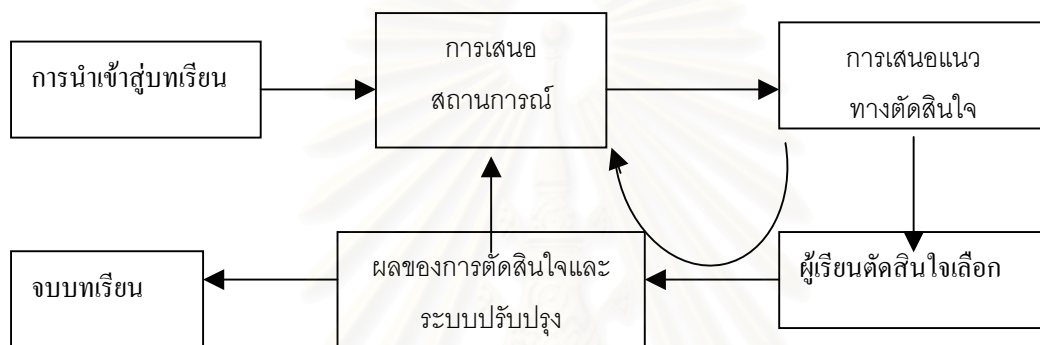 การนำเข้าสู่บทเรียน
การเสนอ
สถานการณ์
การเสนอแนว
ทางตัดสินใจ
จบบทเรียน
ผลของการตัดสินใจและ
ระบบปรับปรุง
ผู้เรียนตัดสินใจเลือก